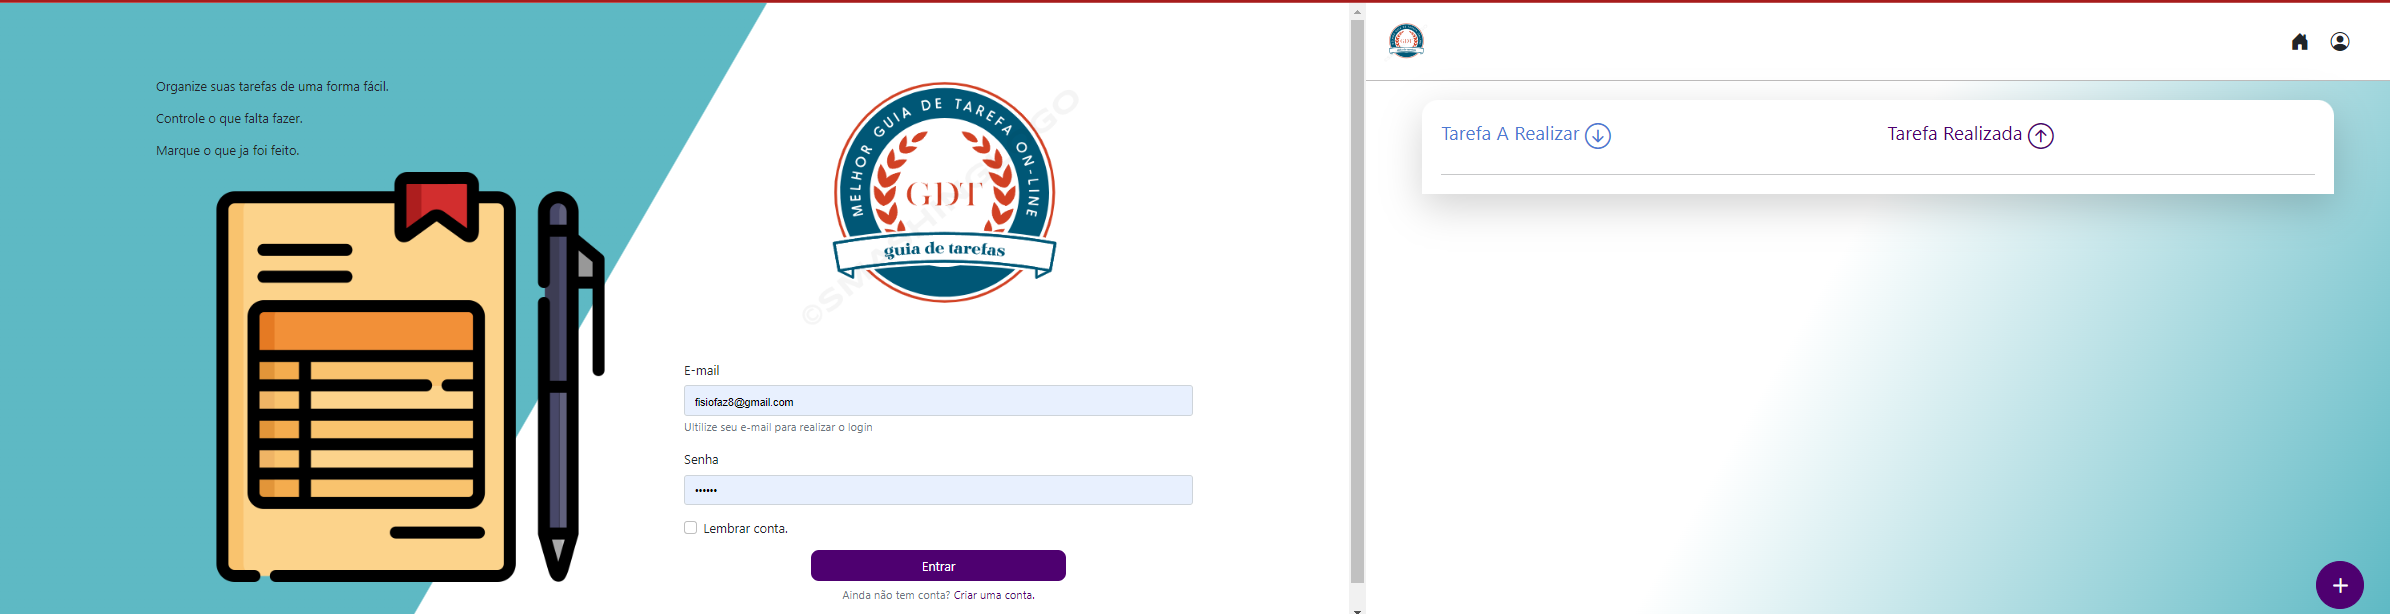 Organize suas tarefas de uma forma fácil.
Controle o que falta fazer.
Marque o que ja foi feito.
MELHOR GUIA DE TAREFA ON-LINE
GDT
guia de tarefas
E-mail
fisiofaz8@gmail.com
Ultilize seu e-mail para realizar o login
Senha
Lembrar conta.
Entrar
Ainda não tem conta? Criar uma conta.
GDT
Tarefa A Realizar
Tarefa Realizada